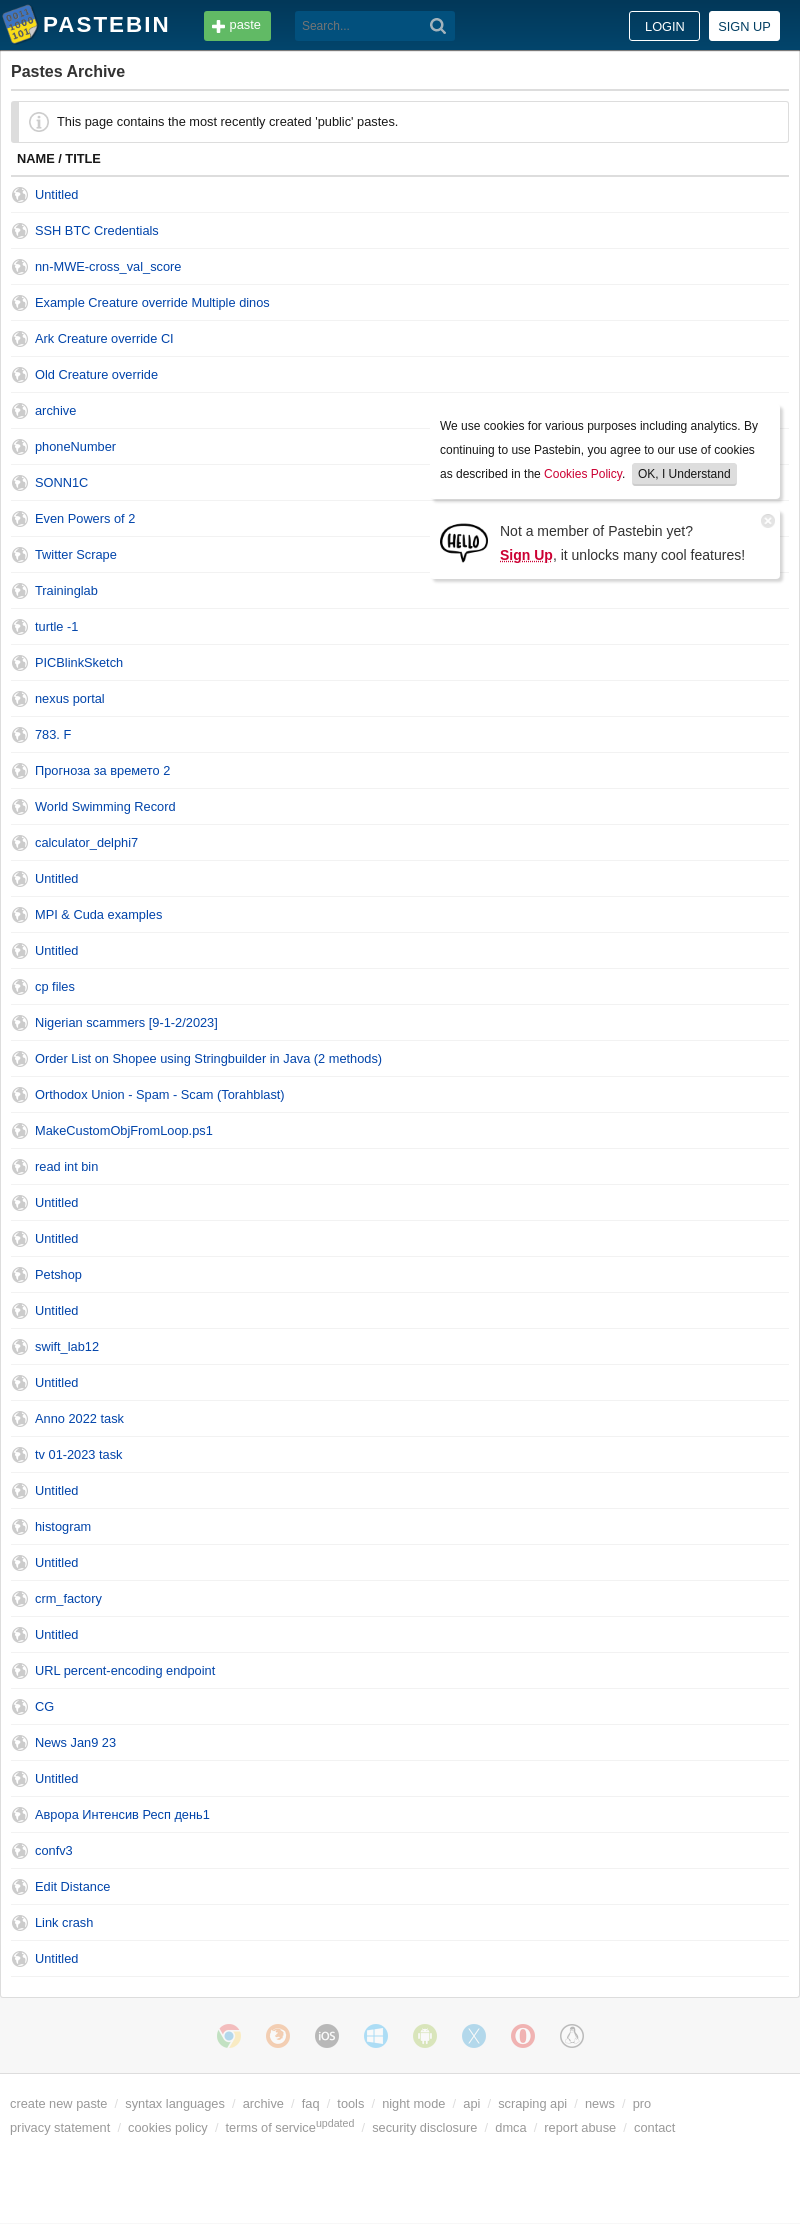 PASTEBIN
paste
Search...
LOGIN
SIGN UP
Pastes Archive
This page contains the most recently created 'public' pastes.
NAME / TITLE
Untitled
SSH BTC Credentials
nn-MWE-cross_val_score
Example Creature override Multiple dinos
Ark Creature override CI
Old Creature override
archive
phoneNumber
SONN1C
Even Powers of 2
Twitter Scrape
Traininglab
We use cookies for various purposes including analytics. By
continuing to use Pastebin, you agree to our use of cookies
as described in the Cookies Policy. OK, I Understand
HELLO
Not a member of Pastebin yet?
Sign Up, it unlocks many cool features!
turtle -1
PICBlinkSketch
nexus portal
783. F
Прогноза за времето 2
World Swimming Record
calculator_delphi7
Untitled
MPI & Cuda examples
Untitled
cp files
Nigerian scammers [9-1-2/2023]
Order List on Shopee using Stringbuilder in Java (2 methods)
Orthodox Union - Spam - Scam (Torahblast)
MakeCustomObjFromLoop.ps1
read int bin
Untitled
Untitled
Petshop
Untitled
swift_lab12
Untitled
Anno 2022 task
tv 01-2023 task
Untitled
histogram
Untitled
crm_factory
Untitled
URL percent-encoding endpoint
CG
News Jan9 23
Untitled
Аврора Интенсив Респ день1
confv3
Edit Distance
Link crash
Untitled
iOS
create new paste / syntax languages / archive / faq / tools / night mode / api / scraping api / news / pro
privacy statement / cookies policy / terms of serviceupdated / security disclosure / dmca / report abuse / contact